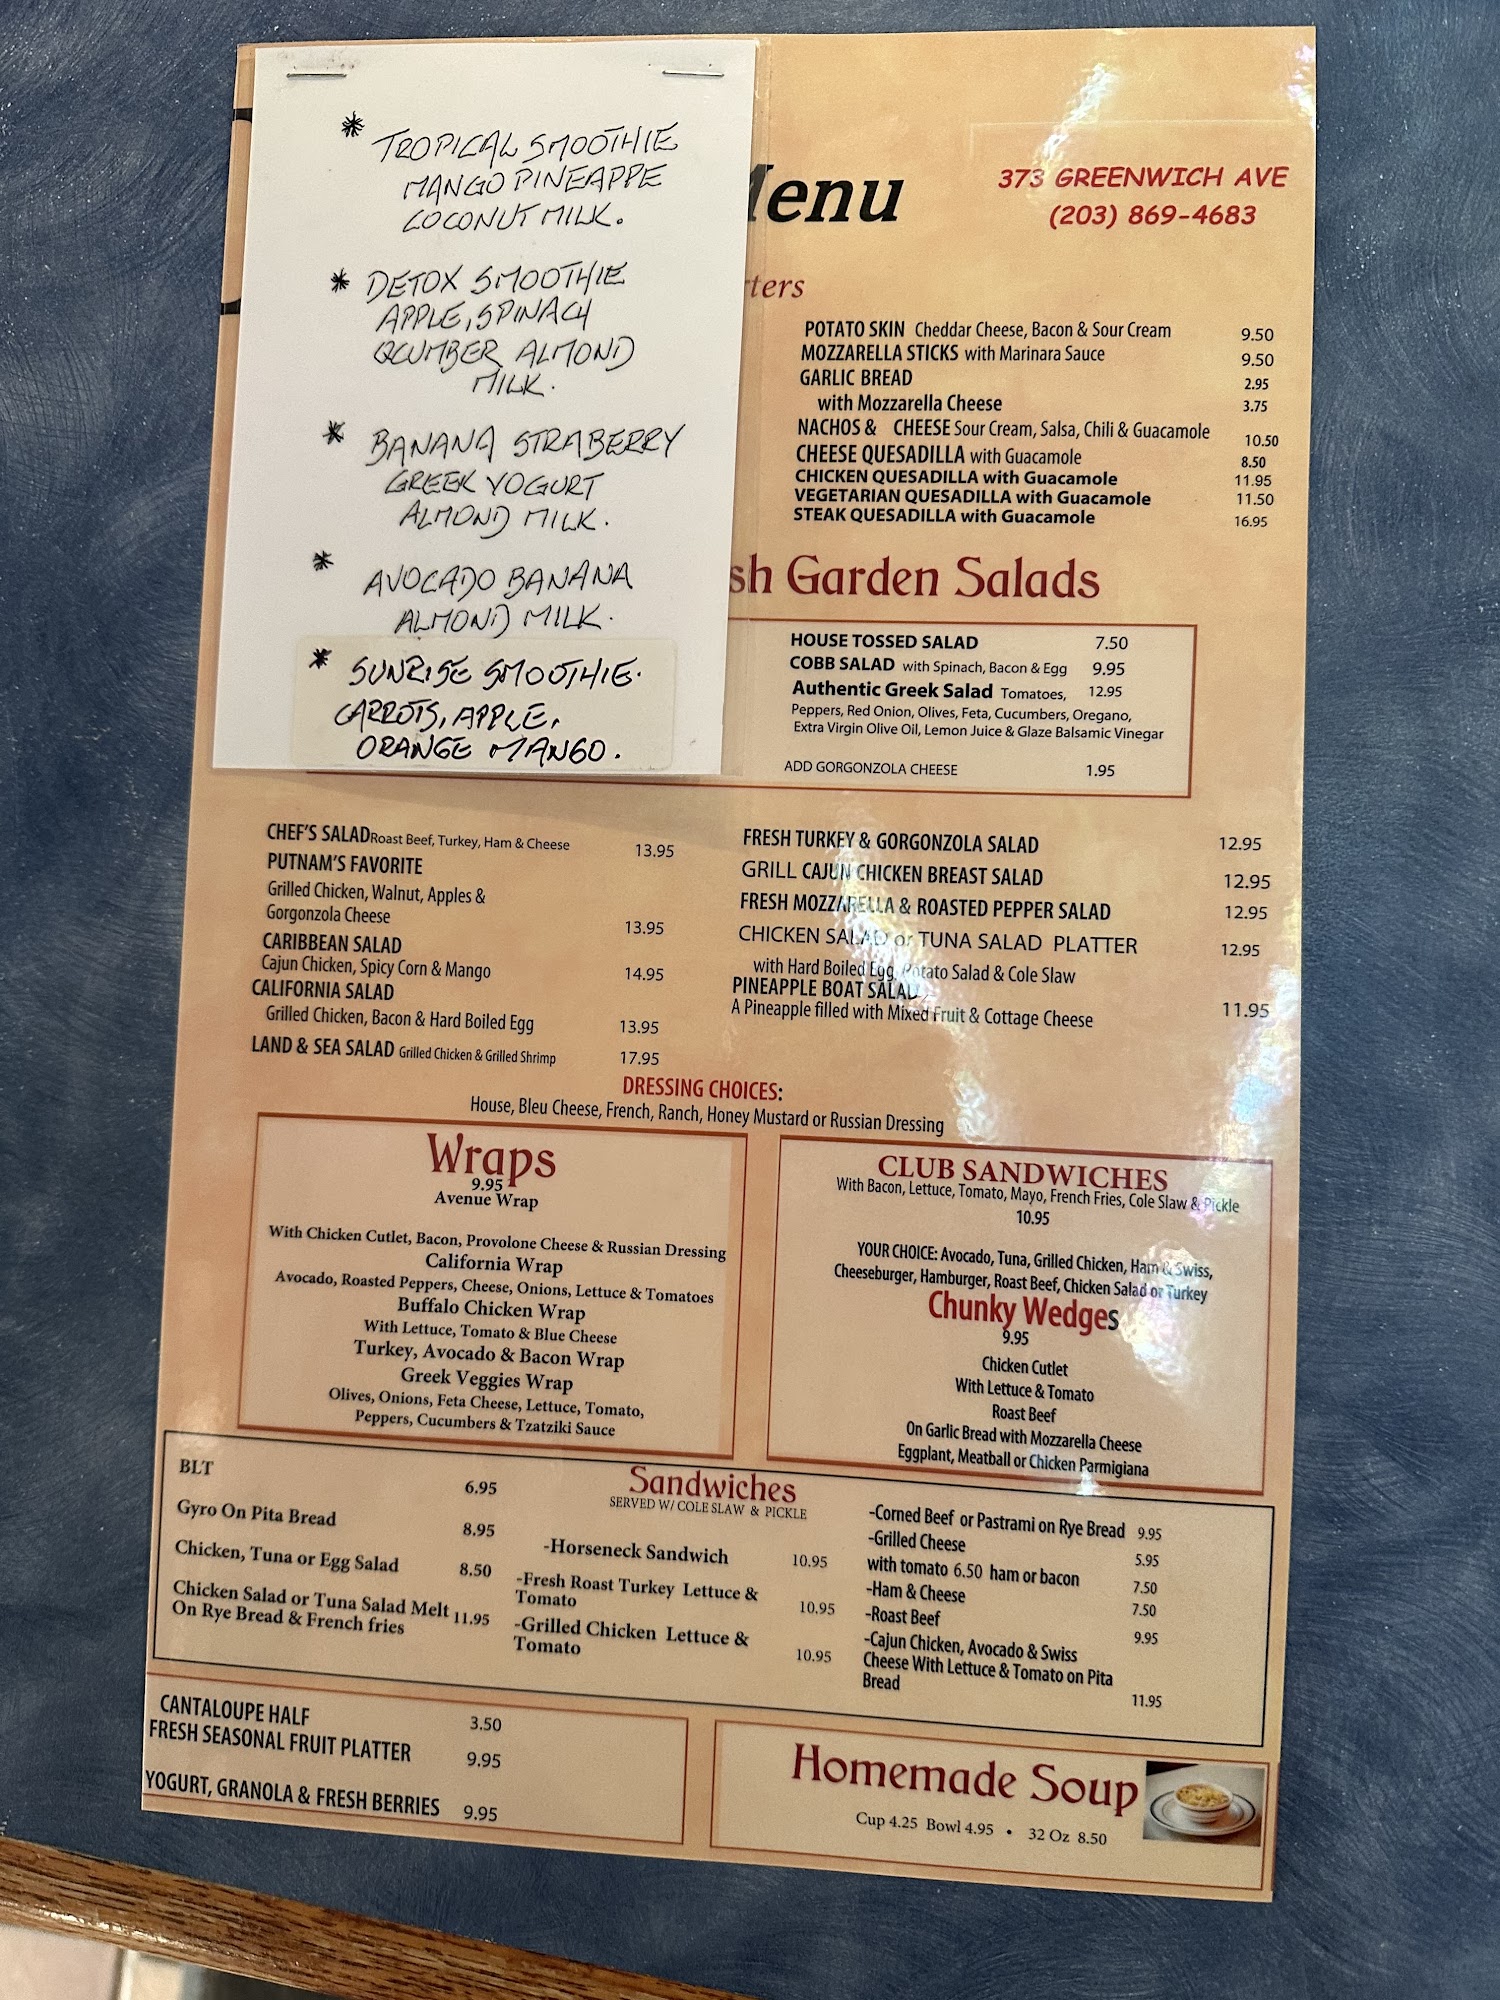 * TROPICAL SMOOTHIE
MANGO PINEAPPE
COCONUT MILK.
* DETOX SMOOTHIE
APPLE, SPINACH
QCUMBER ALMOND
MILK.
* BANANA STRABERRY
GREEK YOGURT
ALMOND MILK.
* AVOCADO BANANA
ALMOND MILK.
* SUNRISE SMOOTHIE.
CARROTS, APPLE,
ORANGE MANGO.
enu
373 GREENWICH AVE
(203) 869-4683
ters
POTATO SKIN Cheddar Cheese, Bacon & Sour Cream 9.50
MOZZARELLA STICKS with Marinara Sauce 9.50
GARLIC BREAD 2.95
with Mozzarella Cheese 3.75
NACHOS & CHEESE Sour Cream, Salsa, Chili & Guacamole 10.50
CHEESE QUESADILLA with Guacamole 8.50
CHICKEN QUESADILLA with Guacamole 11.95
VEGETARIAN QUESADILLA with Guacamole 11.50
STEAK QUESADILLA with Guacamole 16.95
sh Garden Salads
HOUSE TOSSED SALAD 7.50
COBB SALAD with Spinach, Bacon & Egg 9.95
Authentic Greek Salad Tomatoes, 12.95
Peppers, Red Onion, Olives, Feta, Cucumbers, Oregano,
Extra Virgin Olive Oil, Lemon Juice & Glaze Balsamic Vinegar
ADD GORGONZOLA CHEESE 1.95
CHEF'S SALAD Roast Beef, Turkey, Ham & Cheese 13.95
PUTNAM'S FAVORITE
Grilled Chicken, Walnut, Apples &
Gorgonzola Cheese 13.95
CARIBBEAN SALAD
Cajun Chicken, Spicy Corn & Mango 14.95
CALIFORNIA SALAD
Grilled Chicken, Bacon & Hard Boiled Egg 13.95
LAND & SEA SALAD Grilled Chicken & Grilled Shrimp 17.95
FRESH TURKEY & GORGONZOLA SALAD 12.95
GRILL CAJUN CHICKEN BREAST SALAD 12.95
FRESH MOZZARELLA & ROASTED PEPPER SALAD 12.95
CHICKEN SALAD or TUNA SALAD PLATTER 12.95
with Hard Boiled Egg, Potato Salad & Cole Slaw
PINEAPPLE BOAT SALAD
A Pineapple filled with Mixed Fruit & Cottage Cheese 11.95
DRESSING CHOICES:
House, Bleu Cheese, French, Ranch, Honey Mustard or Russian Dressing
Wraps
9.95
Avenue Wrap
With Chicken Cutlet, Bacon, Provolone Cheese & Russian Dressing
California Wrap
Avocado, Roasted Peppers, Cheese, Onions, Lettuce & Tomatoes
Buffalo Chicken Wrap
With Lettuce, Tomato & Blue Cheese
Turkey, Avocado & Bacon Wrap
Greek Veggies Wrap
Olives, Onions, Feta Cheese, Lettuce, Tomato,
Peppers, Cucumbers & Tzatziki Sauce
CLUB SANDWICHES
With Bacon, Lettuce, Tomato, Mayo, French Fries, Cole Slaw & Pickle
10.95
YOUR CHOICE: Avocado, Tuna, Grilled Chicken, Ham & Swiss,
Cheeseburger, Hamburger, Roast Beef, Chicken Salad or Turkey
Chunky Wedges
9.95
Chicken Cutlet
With Lettuce & Tomato
Roast Beef
On Garlic Bread with Mozzarella Cheese
Eggplant, Meatball or Chicken Parmigiana
Sandwiches
SERVED W/ COLE SLAW & PICKLE
BLT 6.95
Gyro On Pita Bread 8.95
Chicken, Tuna or Egg Salad 8.50
Chicken Salad or Tuna Salad Melt 11.95
On Rye Bread & French fries
-Horseneck Sandwich 10.95
-Fresh Roast Turkey Lettuce &
Tomato 10.95
-Grilled Chicken Lettuce &
Tomato 10.95
-Corned Beef or Pastrami on Rye Bread 9.95
-Grilled Cheese 5.95
with tomato 6.50 ham or bacon 7.50
-Ham & Cheese 7.50
-Roast Beef 9.95
-Cajun Chicken, Avocado & Swiss
Cheese With Lettuce & Tomato on Pita
Bread 11.95
CANTALOUPE HALF 3.50
FRESH SEASONAL FRUIT PLATTER 9.95
YOGURT, GRANOLA & FRESH BERRIES 9.95
Homemade Soup
Cup 4.25 Bowl 4.95 • 32 Oz 8.50